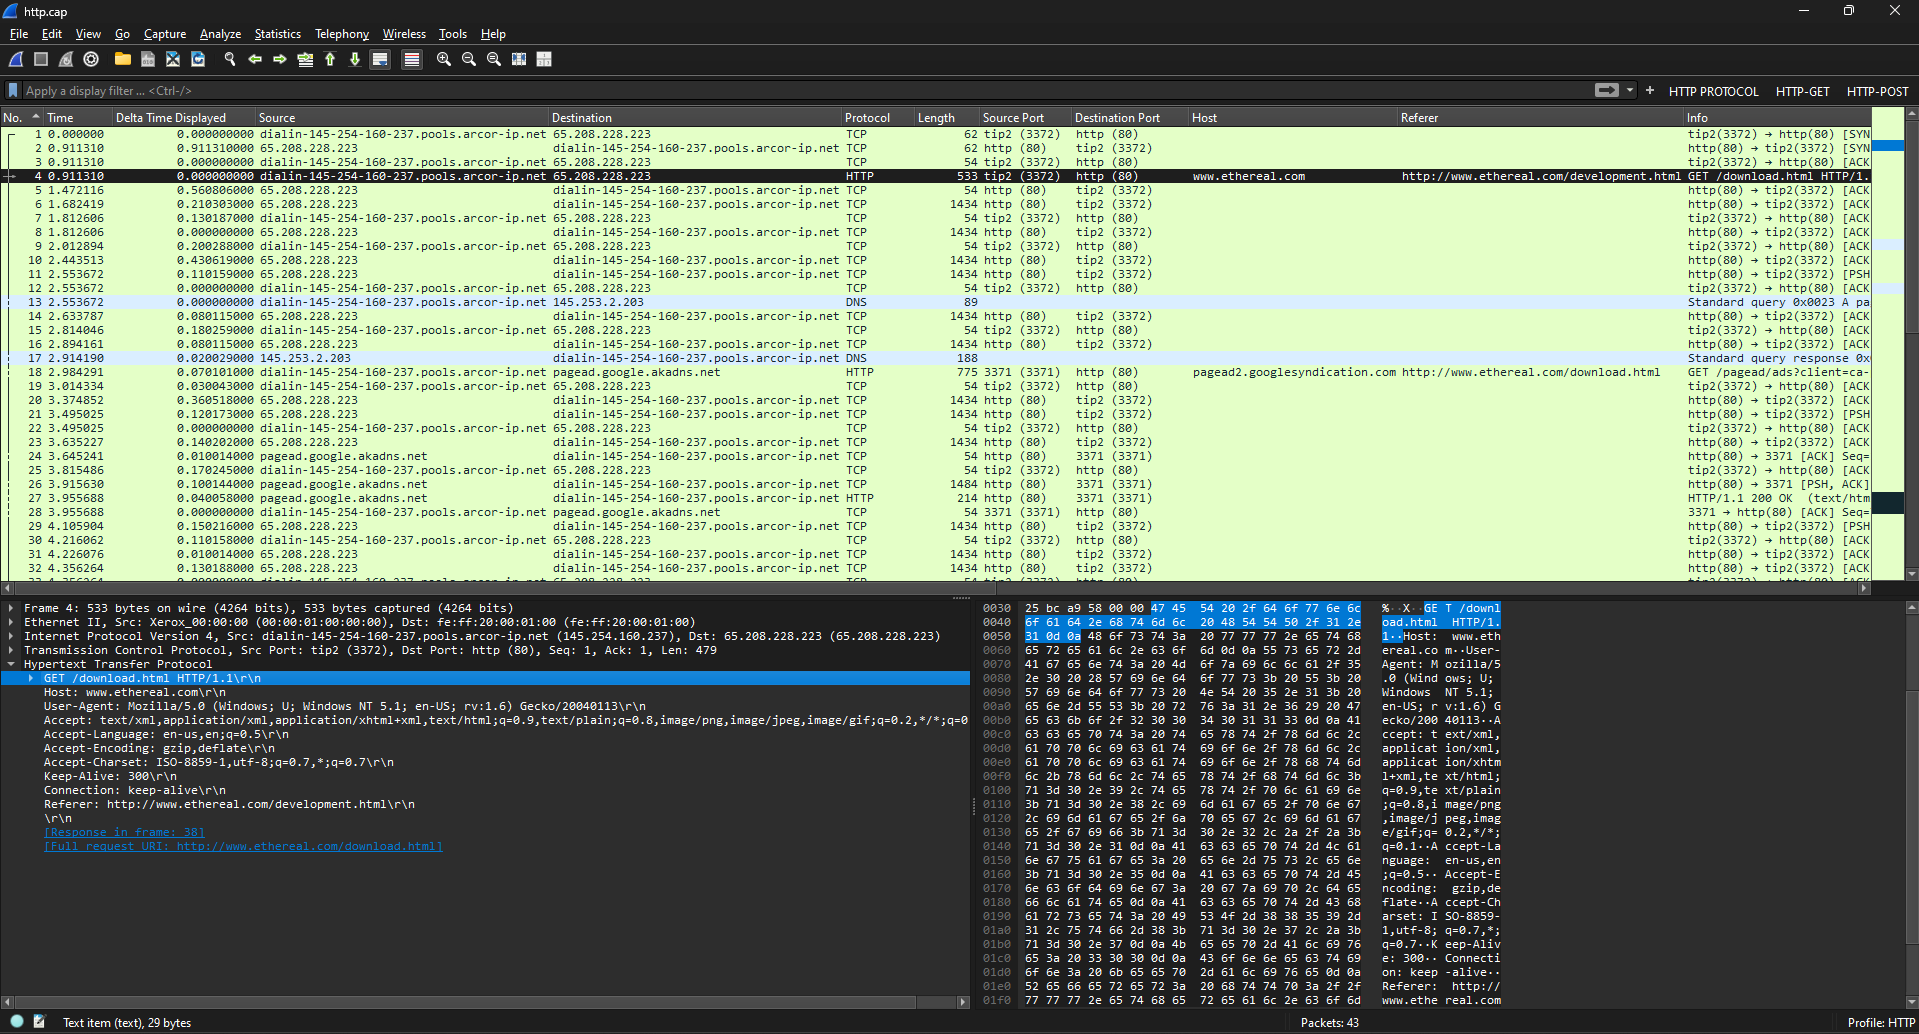 http.cap
File Edit View Go Capture Analyze Statistics Telephony Wireless Tools Help
Apply a display filter ... <Ctrl-/> + HTTP PROTOCOL HTTP-GET HTTP-POST
No. Time Delta Time Displayed Source Destination Protocol Length Source Port Destination Port Host Referer Info
1 0.000000 0.000000000 dialin-145-254-160-237.pools.arcor-ip.net 65.208.228.223 TCP 62 tip2 (3372) http (80) tip2(3372) → http(80) [SYN
2 0.911310 0.911310000 65.208.228.223 dialin-145-254-160-237.pools.arcor-ip.net TCP 62 http (80) tip2 (3372) http(80) → tip2(3372) [SYN
3 0.911310 0.000000000 dialin-145-254-160-237.pools.arcor-ip.net 65.208.228.223 TCP 54 tip2 (3372) http (80) tip2(3372) → http(80) [ACK
4 0.911310 0.000000000 dialin-145-254-160-237.pools.arcor-ip.net 65.208.228.223 HTTP 533 tip2 (3372) http (80) www.ethereal.com http://www.ethereal.com/development.html GET /download.html HTTP/1.
5 1.472116 0.560806000 65.208.228.223 dialin-145-254-160-237.pools.arcor-ip.net TCP 54 http (80) tip2 (3372) http(80) → tip2(3372) [ACK
6 1.682419 0.210303000 65.208.228.223 dialin-145-254-160-237.pools.arcor-ip.net TCP 1434 http (80) tip2 (3372) http(80) → tip2(3372) [ACK
7 1.812606 0.130187000 dialin-145-254-160-237.pools.arcor-ip.net 65.208.228.223 TCP 54 tip2 (3372) http (80) tip2(3372) → http(80) [ACK
8 1.812606 0.000000000 65.208.228.223 dialin-145-254-160-237.pools.arcor-ip.net TCP 1434 http (80) tip2 (3372) http(80) → tip2(3372) [ACK
9 2.012894 0.200288000 dialin-145-254-160-237.pools.arcor-ip.net 65.208.228.223 TCP 54 tip2 (3372) http (80) tip2(3372) → http(80) [ACK
10 2.443513 0.430619000 65.208.228.223 dialin-145-254-160-237.pools.arcor-ip.net TCP 1434 http (80) tip2 (3372) http(80) → tip2(3372) [ACK
11 2.553672 0.110159000 65.208.228.223 dialin-145-254-160-237.pools.arcor-ip.net TCP 1434 http (80) tip2 (3372) http(80) → tip2(3372) [PSH
12 2.553672 0.000000000 dialin-145-254-160-237.pools.arcor-ip.net 65.208.228.223 TCP 54 tip2 (3372) http (80) tip2(3372) → http(80) [ACK
13 2.553672 0.000000000 dialin-145-254-160-237.pools.arcor-ip.net 145.253.2.203 DNS 89 Standard query 0x0023 A pa
14 2.633787 0.080115000 65.208.228.223 dialin-145-254-160-237.pools.arcor-ip.net TCP 1434 http (80) tip2 (3372) http(80) → tip2(3372) [ACK
15 2.814046 0.180259000 dialin-145-254-160-237.pools.arcor-ip.net 65.208.228.223 TCP 54 tip2 (3372) http (80) tip2(3372) → http(80) [ACK
16 2.894161 0.080115000 65.208.228.223 dialin-145-254-160-237.pools.arcor-ip.net TCP 1434 http (80) tip2 (3372) http(80) → tip2(3372) [ACK
17 2.914190 0.020029000 145.253.2.203 dialin-145-254-160-237.pools.arcor-ip.net DNS 188 Standard query response 0x
18 2.984291 0.070101000 dialin-145-254-160-237.pools.arcor-ip.net pagead.google.akadns.net HTTP 775 3371 (3371) http (80) pagead2.googlesyndication.com http://www.ethereal.com/download.html GET /pagead/ads?client=ca-
19 3.014334 0.030043000 dialin-145-254-160-237.pools.arcor-ip.net 65.208.228.223 TCP 54 tip2 (3372) http (80) tip2(3372) → http(80) [ACK
20 3.374852 0.360518000 65.208.228.223 dialin-145-254-160-237.pools.arcor-ip.net TCP 1434 http (80) tip2 (3372) http(80) → tip2(3372) [ACK
21 3.495025 0.120173000 65.208.228.223 dialin-145-254-160-237.pools.arcor-ip.net TCP 1434 http (80) tip2 (3372) http(80) → tip2(3372) [PSH
22 3.495025 0.000000000 dialin-145-254-160-237.pools.arcor-ip.net 65.208.228.223 TCP 54 tip2 (3372) http (80) tip2(3372) → http(80) [ACK
23 3.635227 0.140202000 65.208.228.223 dialin-145-254-160-237.pools.arcor-ip.net TCP 1434 http (80) tip2 (3372) http(80) → tip2(3372) [ACK
24 3.645241 0.010014000 pagead.google.akadns.net dialin-145-254-160-237.pools.arcor-ip.net TCP 54 http (80) 3371 (3371) http(80) → 3371 [ACK] Seq=
25 3.815486 0.170245000 dialin-145-254-160-237.pools.arcor-ip.net 65.208.228.223 TCP 54 tip2 (3372) http (80) tip2(3372) → http(80) [ACK
26 3.915630 0.100144000 pagead.google.akadns.net dialin-145-254-160-237.pools.arcor-ip.net TCP 1484 http (80) 3371 (3371) http(80) → 3371 [PSH, ACK]
27 3.955688 0.040058000 pagead.google.akadns.net dialin-145-254-160-237.pools.arcor-ip.net HTTP 214 http (80) 3371 (3371) HTTP/1.1 200 OK (text/htm
28 3.955688 0.000000000 dialin-145-254-160-237.pools.arcor-ip.net pagead.google.akadns.net TCP 54 3371 (3371) http (80) 3371 → http(80) [ACK] Seq=
29 4.105904 0.150216000 65.208.228.223 dialin-145-254-160-237.pools.arcor-ip.net TCP 1434 http (80) tip2 (3372) http(80) → tip2(3372) [PSH
30 4.216062 0.110158000 dialin-145-254-160-237.pools.arcor-ip.net 65.208.228.223 TCP 54 tip2 (3372) http (80) tip2(3372) → http(80) [ACK
31 4.226076 0.010014000 65.208.228.223 dialin-145-254-160-237.pools.arcor-ip.net TCP 1434 http (80) tip2 (3372) http(80) → tip2(3372) [ACK
32 4.356264 0.130188000 65.208.228.223 dialin-145-254-160-237.pools.arcor-ip.net TCP 1434 http (80) tip2 (3372) http(80) → tip2(3372) [ACK
Frame 4: 533 bytes on wire (4264 bits), 533 bytes captured (4264 bits)
Ethernet II, Src: Xerox_00:00:00 (00:00:01:00:00:00), Dst: fe:ff:20:00:01:00 (fe:ff:20:00:01:00)
Internet Protocol Version 4, Src: dialin-145-254-160-237.pools.arcor-ip.net (145.254.160.237), Dst: 65.208.228.223 (65.208.228.223)
Transmission Control Protocol, Src Port: tip2 (3372), Dst Port: http (80), Seq: 1, Ack: 1, Len: 479
Hypertext Transfer Protocol
GET /download.html HTTP/1.1\r\n
Host: www.ethereal.com\r\n
User-Agent: Mozilla/5.0 (Windows; U; Windows NT 5.1; en-US; rv:1.6) Gecko/20040113\r\n
Accept: text/xml,application/xml,application/xhtml+xml,text/html;q=0.9,text/plain;q=0.8,image/png,image/jpeg,image/gif;q=0.2,*/*;q=0
Accept-Language: en-us,en;q=0.5\r\n
Accept-Encoding: gzip,deflate\r\n
Accept-Charset: ISO-8859-1,utf-8;q=0.7,*;q=0.7\r\n
Keep-Alive: 300\r\n
Connection: keep-alive\r\n
Referer: http://www.ethereal.com/development.html\r\n
\r\n
[Response in frame: 38]
[Full request URI: http://www.ethereal.com/download.html]
0030 25 bc a9 58 00 00 47 45 54 20 2f 64 6f 77 6e 6c %··X··GE T /downl
0040 6f 61 64 2e 68 74 6d 6c 20 48 54 54 50 2f 31 2e oad.html HTTP/1.
0050 31 0d 0a 48 6f 73 74 3a 20 77 77 77 2e 65 74 68 1··Host: www.eth
0060 65 72 65 61 6c 2e 63 6f 6d 0d 0a 55 73 65 72 2d ereal.co m··User-
0070 41 67 65 6e 74 3a 20 4d 6f 7a 69 6c 6c 61 2f 35 Agent: M ozilla/5
0080 2e 30 20 28 57 69 6e 64 6f 77 73 3b 20 55 3b 20 .0 (Wind ows; U;
0090 57 69 6e 64 6f 77 73 20 4e 54 20 35 2e 31 3b 20 Windows NT 5.1;
00a0 65 6e 2d 55 53 3b 20 72 76 3a 31 2e 36 29 20 47 en-US; r v:1.6) G
00b0 65 63 6b 6f 2f 32 30 30 34 30 31 31 33 0d 0a 41 ecko/200 40113··A
00c0 63 63 65 70 74 3a 20 74 65 78 74 2f 78 6d 6c 2c ccept: t ext/xml,
00d0 61 70 70 6c 69 63 61 74 69 6f 6e 2f 78 6d 6c 2c applicat ion/xml,
00e0 61 70 70 6c 69 63 61 74 69 6f 6e 2f 78 68 74 6d applicat ion/xhtm
00f0 6c 2b 78 6d 6c 2c 74 65 78 74 2f 68 74 6d 6c 3b l+xml,te xt/html;
0100 71 3d 30 2e 39 2c 74 65 78 74 2f 70 6c 61 69 6e q=0.9,te xt/plain
0110 3b 71 3d 30 2e 38 2c 69 6d 61 67 65 2f 70 6e 67 ;q=0.8,i mage/png
0120 2c 69 6d 61 67 65 2f 6a 70 65 67 2c 69 6d 61 67 ,image/j peg,imag
0130 65 2f 67 69 66 3b 71 3d 30 2e 32 2c 2a 2f 2a 3b e/gif;q= 0.2,*/*;
0140 71 3d 30 2e 31 0d 0a 41 63 63 65 70 74 2d 4c 61 q=0.1··A ccept-La
0150 6e 67 75 61 67 65 3a 20 65 6e 2d 75 73 2c 65 6e nguage: en-us,en
0160 3b 71 3d 30 2e 35 0d 0a 41 63 63 65 70 74 2d 45 ;q=0.5·· Accept-E
0170 6e 63 6f 64 69 6e 67 3a 20 67 7a 69 70 2c 64 65 ncoding: gzip,de
0180 66 6c 61 74 65 0d 0a 41 63 63 65 70 74 2d 43 68 flate··A ccept-Ch
0190 61 72 73 65 74 3a 20 49 53 4f 2d 38 38 35 39 2d arset: I SO-8859-
01a0 31 2c 75 74 66 2d 38 3b 71 3d 30 2e 37 2c 2a 3b 1,utf-8; q=0.7,*;
01b0 71 3d 30 2e 37 0d 0a 4b 65 65 70 2d 41 6c 69 76 q=0.7··K eep-Aliv
01c0 65 3a 20 33 30 30 0d 0a 43 6f 6e 6e 65 63 74 69 e: 300·· Connecti
01d0 6f 6e 3a 20 6b 65 65 70 2d 61 6c 69 76 65 0d 0a on: keep -alive··
01e0 52 65 66 65 72 65 72 3a 20 68 74 74 70 3a 2f 2f Referer: http://
01f0 77 77 77 2e 65 74 68 65 72 65 61 6c 2e 63 6f 6d www.ethe real.com
Text item (text), 29 bytes Packets: 43 Profile: HTTP